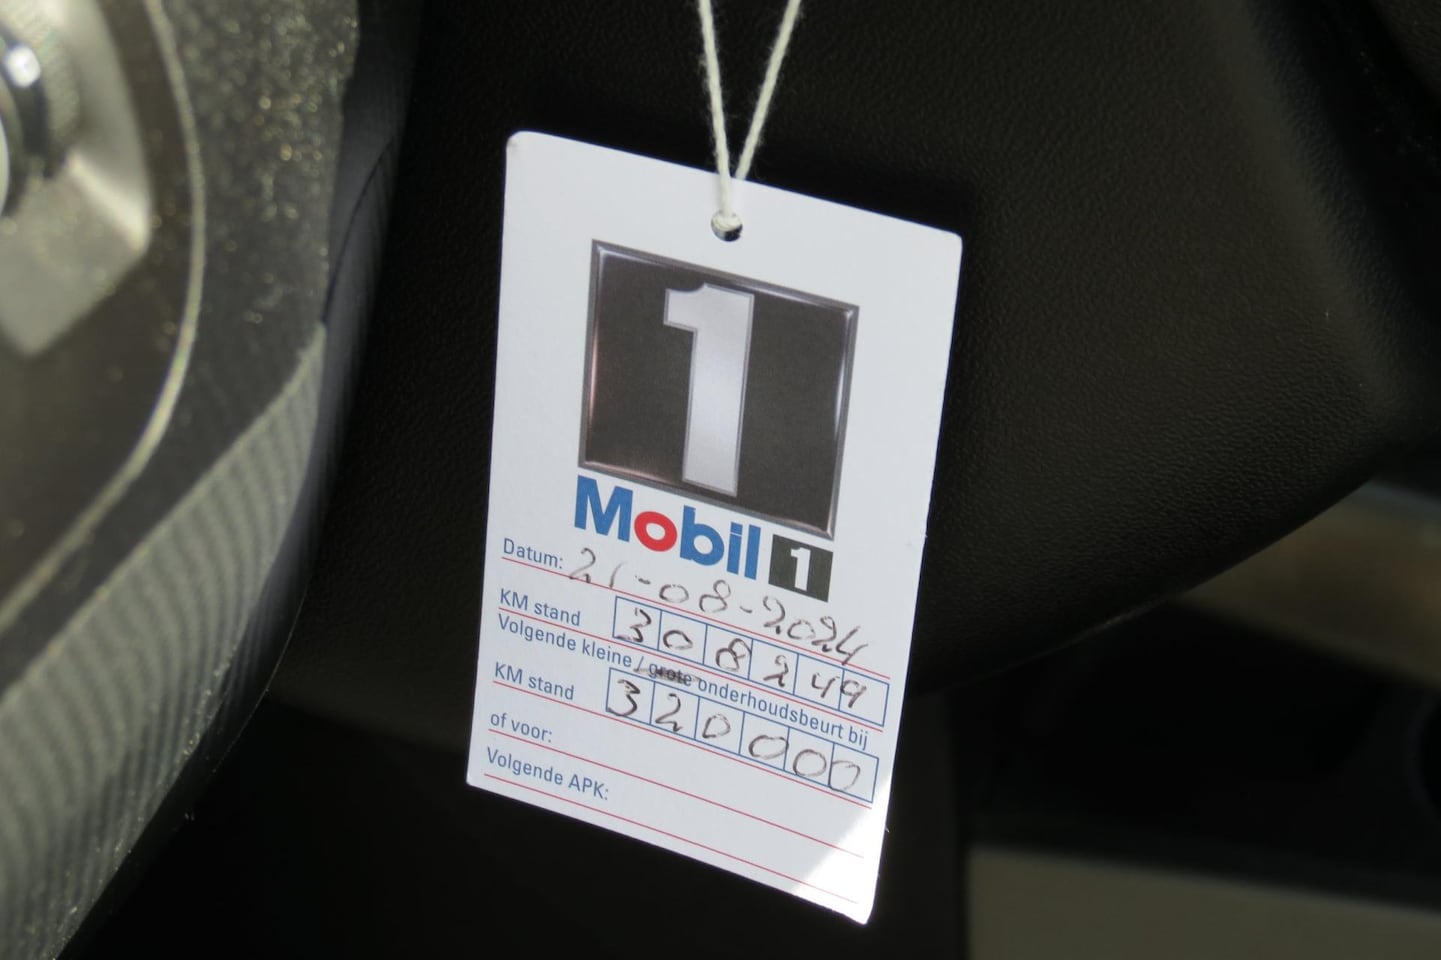 1
Mobil 1
Datum: 21-08-2024
KM stand 308249
Volgende kleine / grote onderhoudsbeurt bij
KM stand 320000
of voor:
Volgende APK: